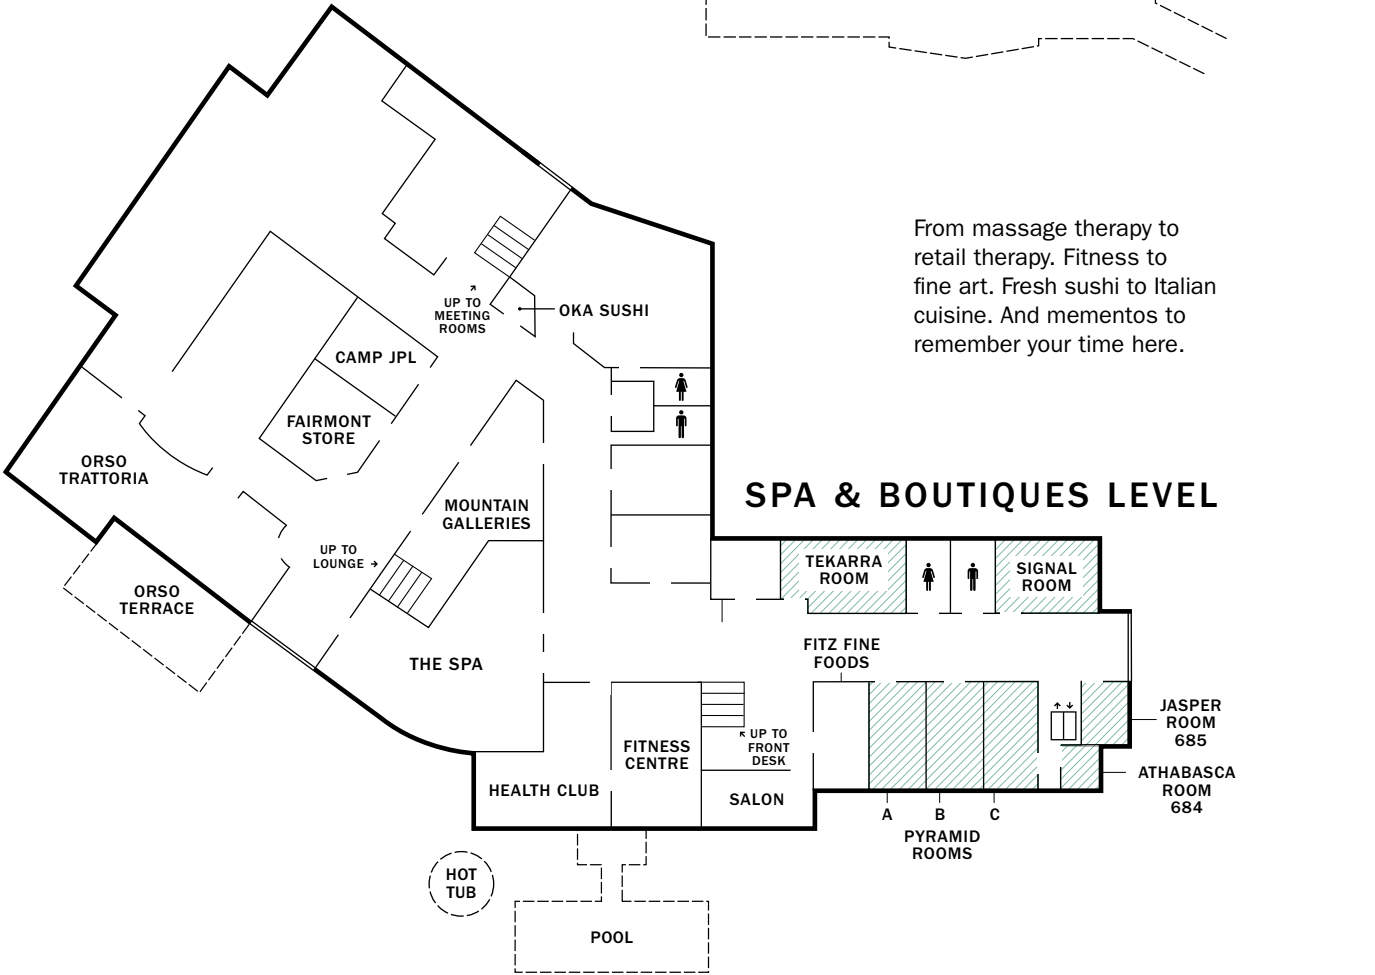 From massage therapy to
retail therapy. Fitness to
fine art. Fresh sushi to Italian
cuisine. And mementos to
remember your time here.
UP TO
MEETING
ROOMS
OKA SUSHI
CAMP JPL
FAIRMONT
STORE
ORSO
TRATTORIA
MOUNTAIN
GALLERIES
SPA & BOUTIQUES LEVEL
UP TO
LOUNGE
ORSO
TERRACE
TEKARRA
ROOM
SIGNAL
ROOM
THE SPA
FITZ FINE
FOODS
JASPER
ROOM
685
UP TO
FRONT
DESK
FITNESS
CENTRE
HEALTH CLUB
SALON
ATHABASCA
ROOM
684
A
B
C
PYRAMID
ROOMS
HOT
TUB
POOL